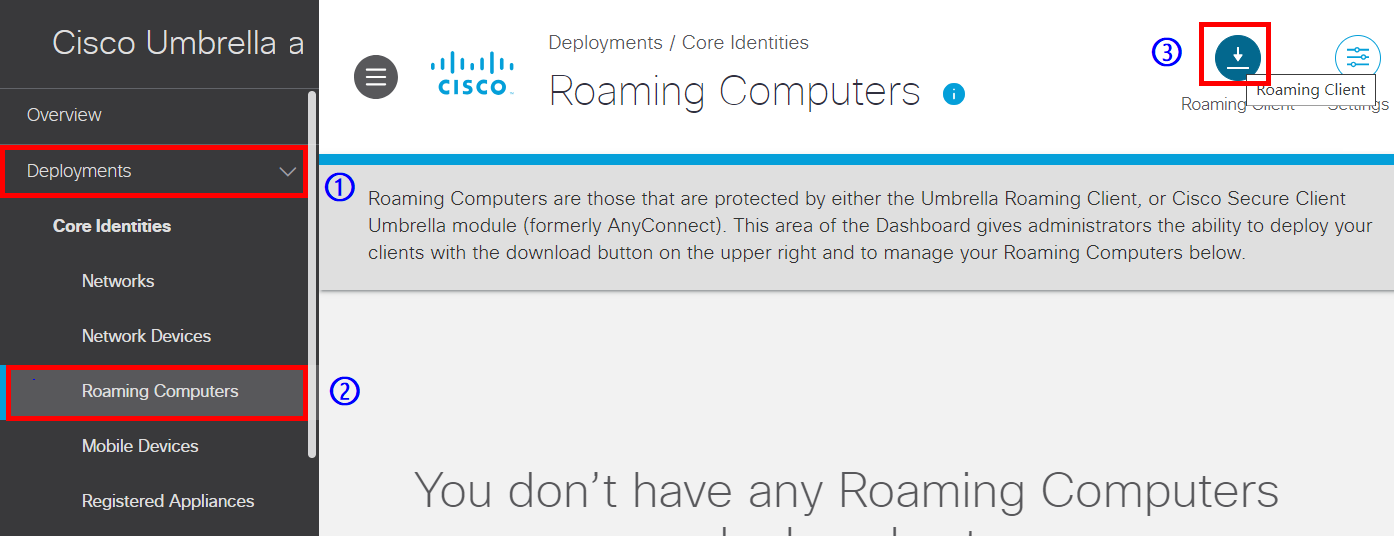 Cisco Umbrella a
Overview
Deployments
Core Identities
Networks
Network Devices
Roaming Computers
Mobile Devices
Registered Appliances
CISCO
Deployments / Core Identities
Roaming Computers
i
3
Roaming Client
Roaming Client
Settings
1
Roaming Computers are those that are protected by either the Umbrella Roaming Client, or Cisco Secure Client
Umbrella module (formerly AnyConnect). This area of the Dashboard gives administrators the ability to deploy your
clients with the download button on the upper right and to manage your Roaming Computers below.
2
You don't have any Roaming Computers